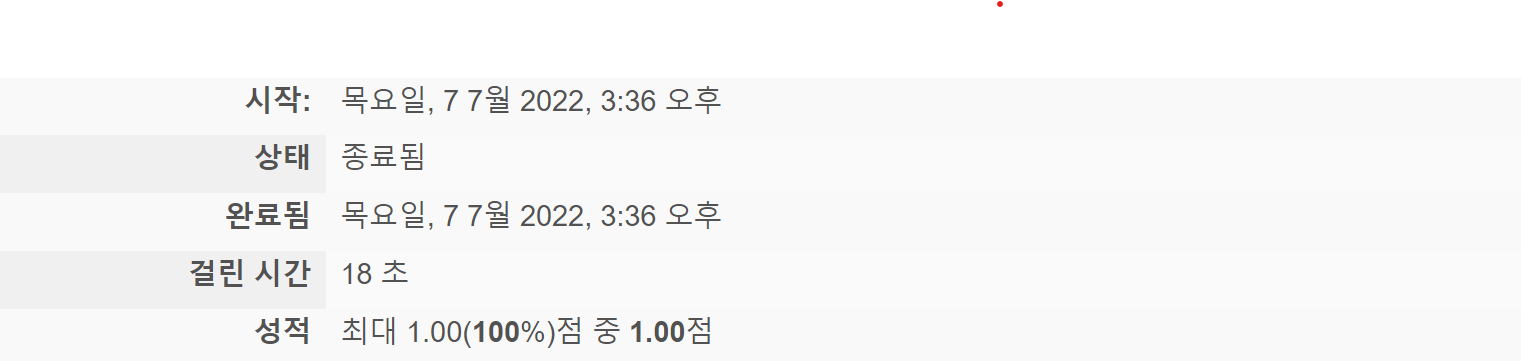 시작: 목요일, 7 7월 2022, 3:36 오후
상태 종료됨
완료됨 목요일, 7 7월 2022, 3:36 오후
걸린 시간 18 초
성적 최대 1.00(100%)점 중 1.00점